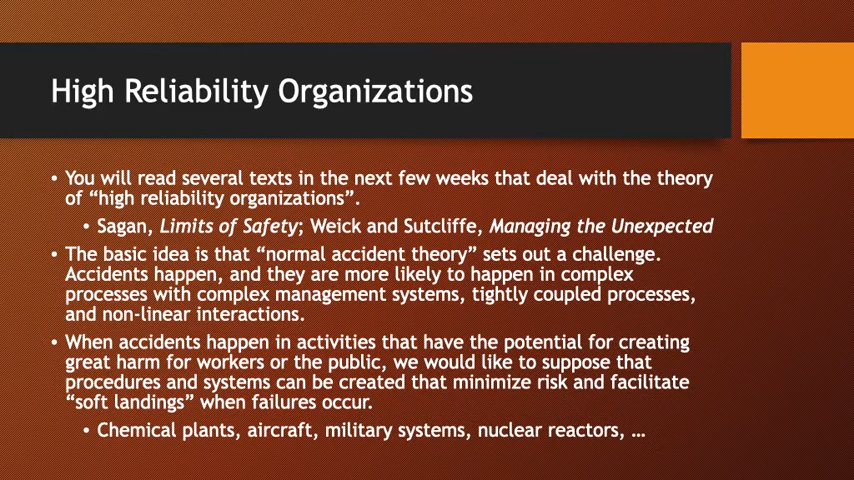 High Reliability Organizations
• You will read several texts in the next few weeks that deal with the theory
of “high reliability organizations”.
• Sagan, Limits of Safety; Weick and Sutcliffe, Managing the Unexpected
• The basic idea is that “normal accident theory” sets out a challenge.
Accidents happen, and they are more likely to happen in complex
processes with complex management systems, tightly coupled processes,
and non-linear interactions.
• When accidents happen in activities that have the potential for creating
great harm for workers or the public, we would like to suppose that
procedures and systems can be created that minimize risk and facilitate
“soft landings” when failures occur.
• Chemical plants, aircraft, military systems, nuclear reactors, …